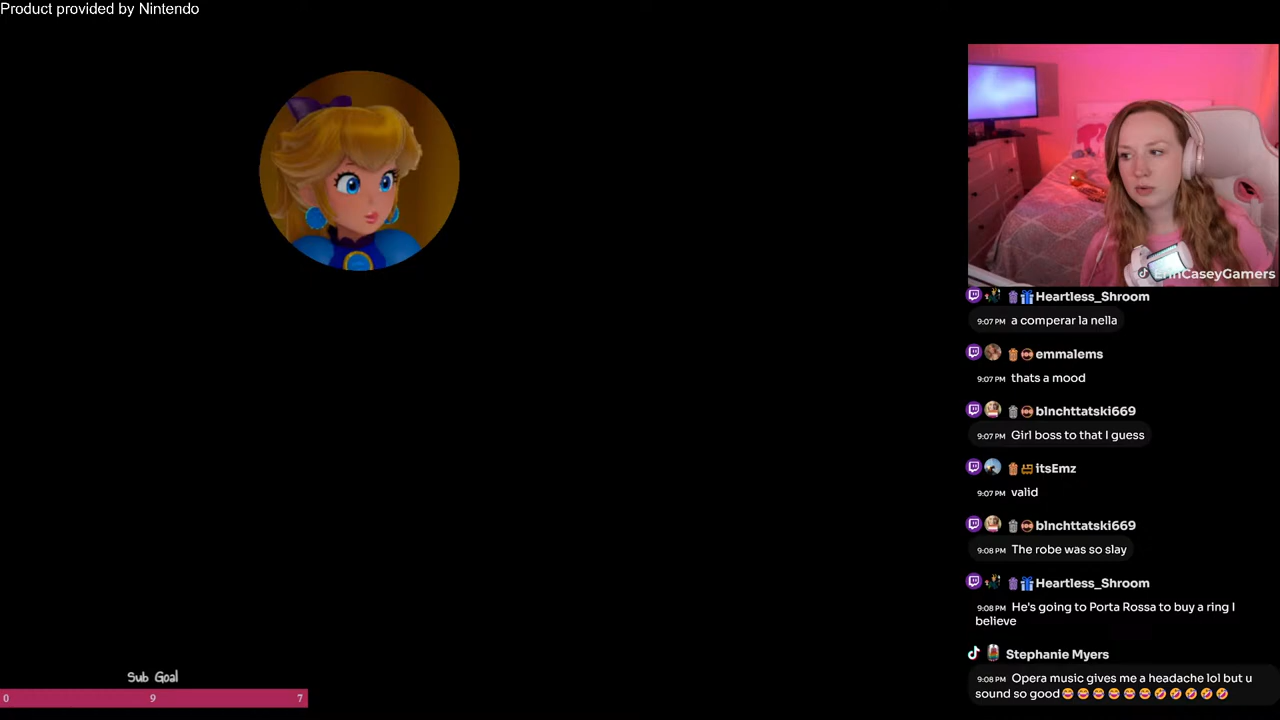 Product provided by Nintendo
ErinCaseyGamers
Heartless_Shroom
9:07 PM a comperar la nella
emmalems
9:07 PM thats a mood
blnchttatski669
9:07 PM Girl boss to that I guess
itsEmz
9:07 PM valid
blnchttatski669
9:08 PM The robe was so slay
Heartless_Shroom
9:08 PM He's going to Porta Rossa to buy a ring I
believe
Stephanie Myers
9:08 PM Opera music gives me a headache lol but u
sound so good😂😂😂😂😂😂🤣🤣🤣🤣🤣
Sub Goal
0 9 7